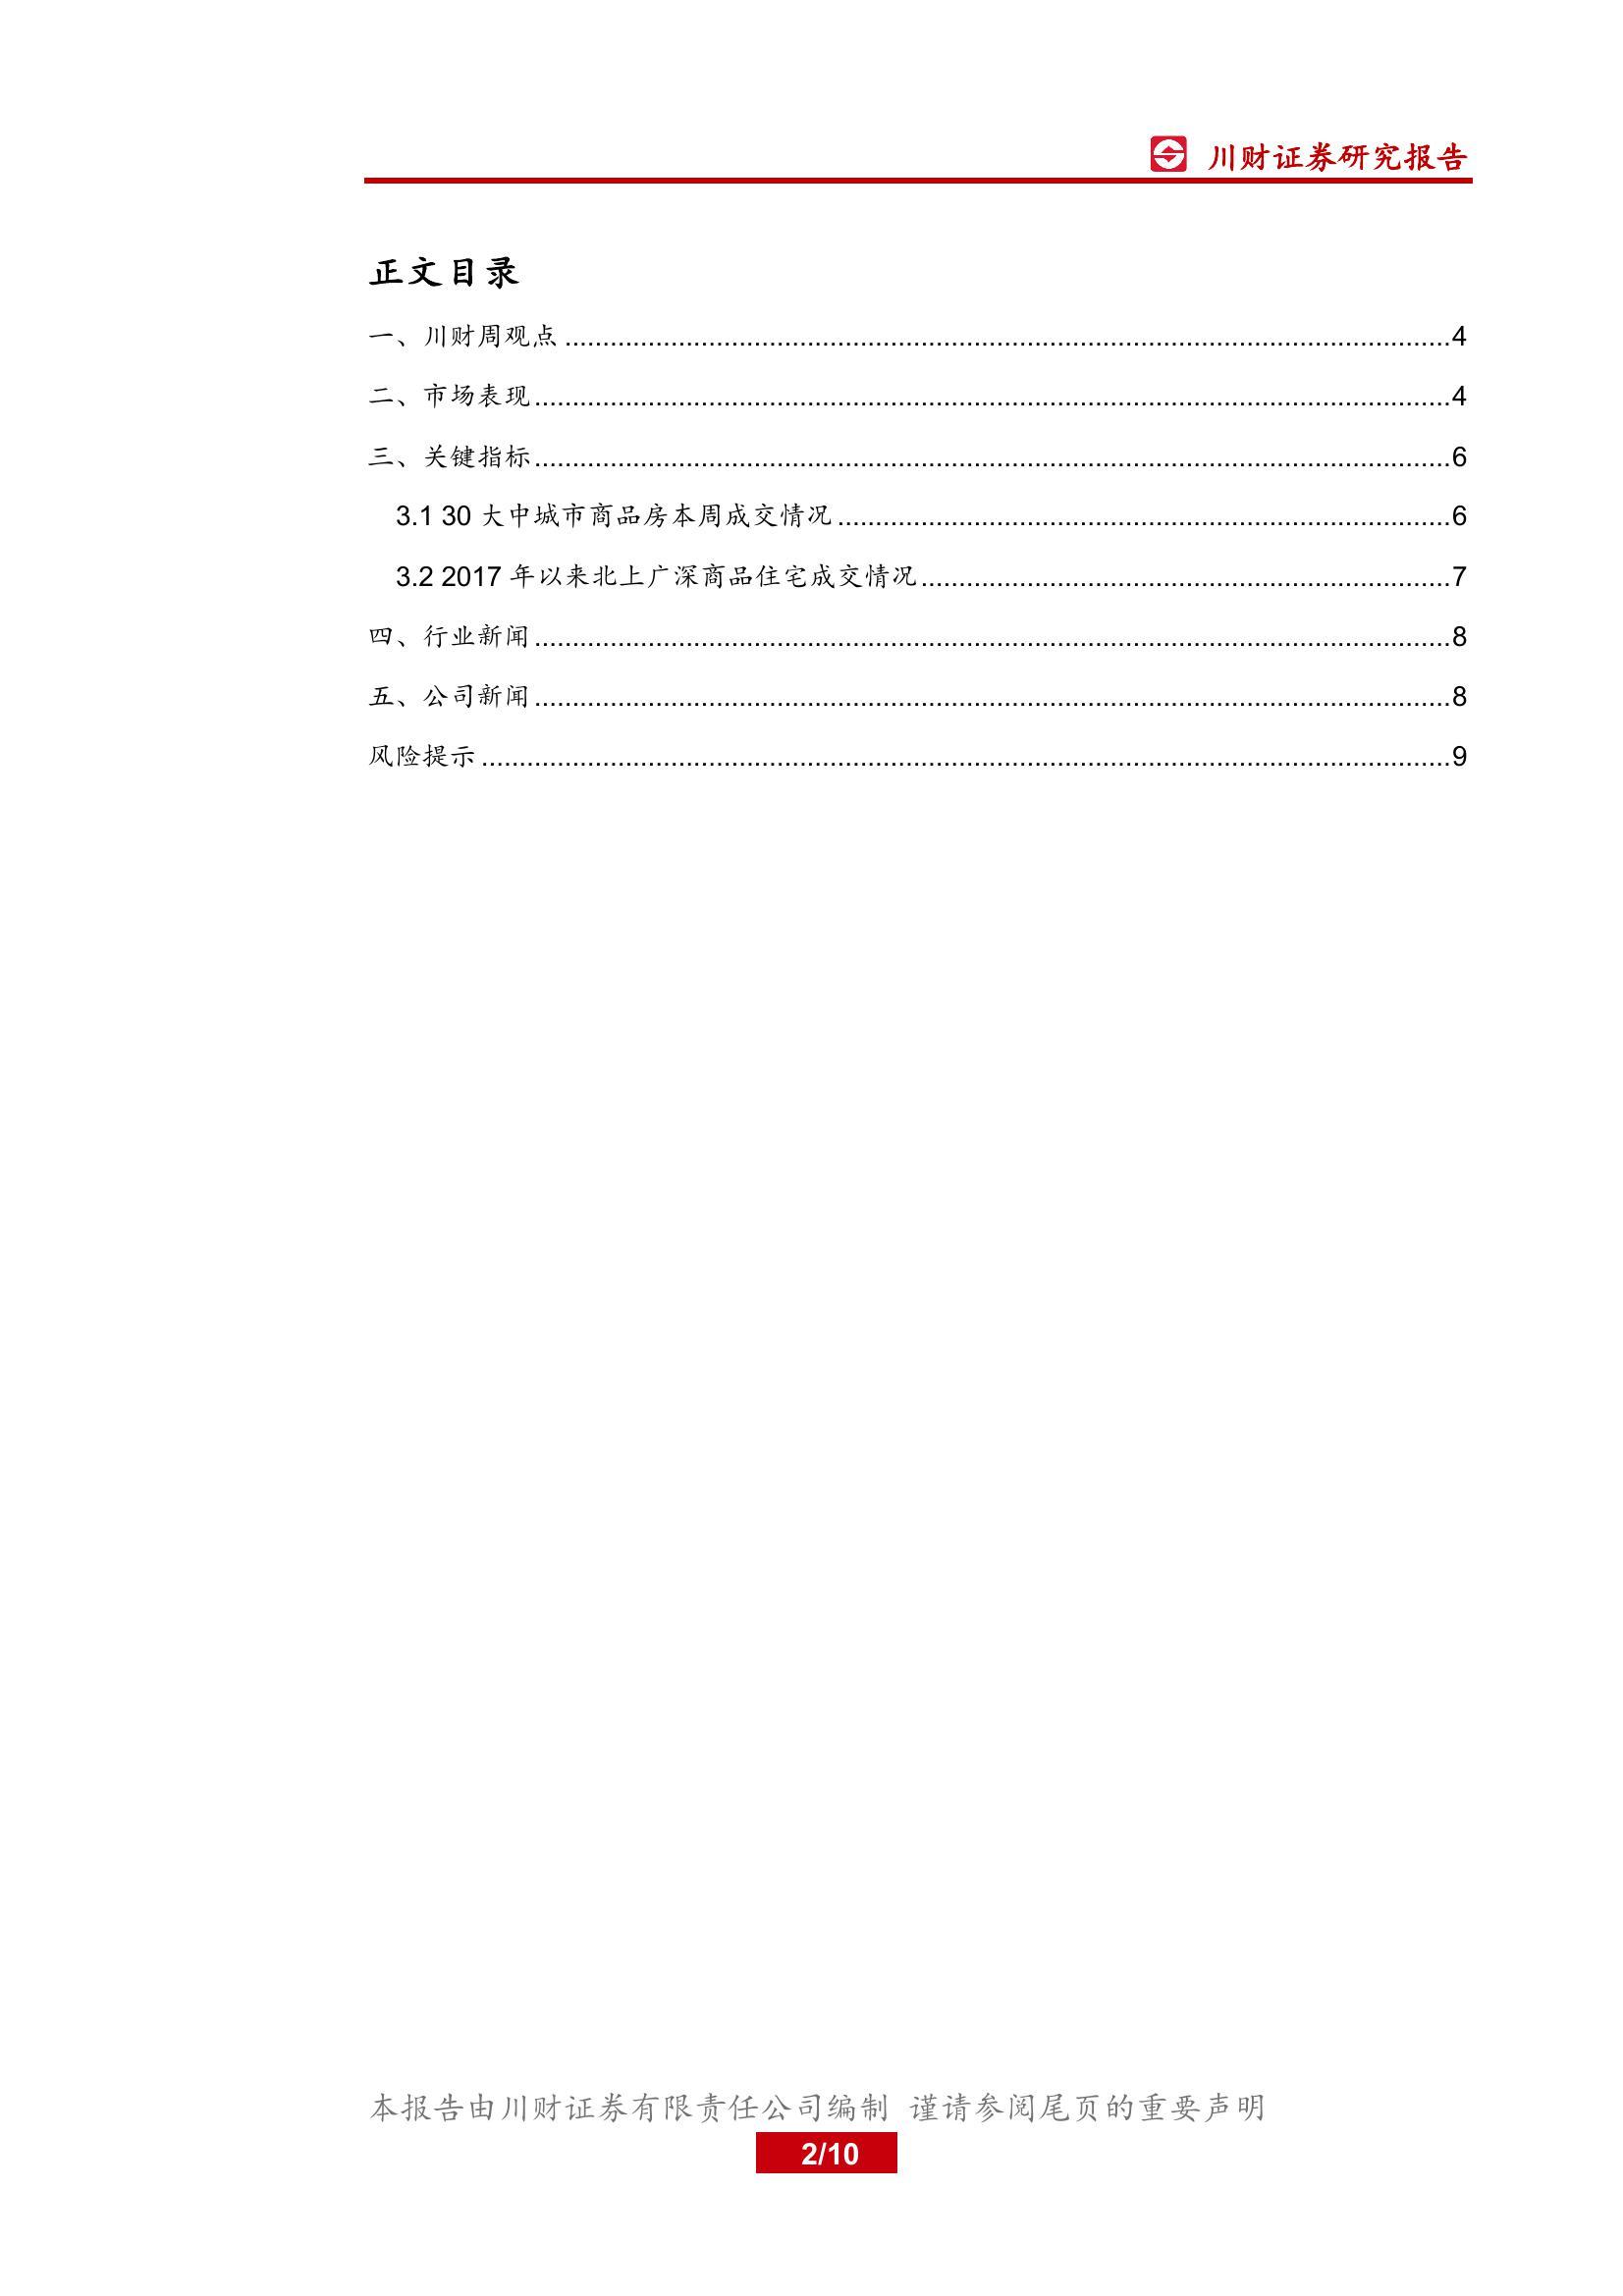 川财证券研究报告
正文目录
一、川财周观点 ........................................ 4
二、市场表现 ........................................ 4
三、关键指标 ........................................ 6
3.1 30 大中城市商品房本周成交情况 ........................................ 6
3.2 2017 年以来北上广深商品住宅成交情况 ........................................ 7
四、行业新闻 ........................................ 8
五、公司新闻 ........................................ 8
风险提示 ........................................ 9
本报告由川财证券有限责任公司编制 谨请参阅尾页的重要声明
2/10